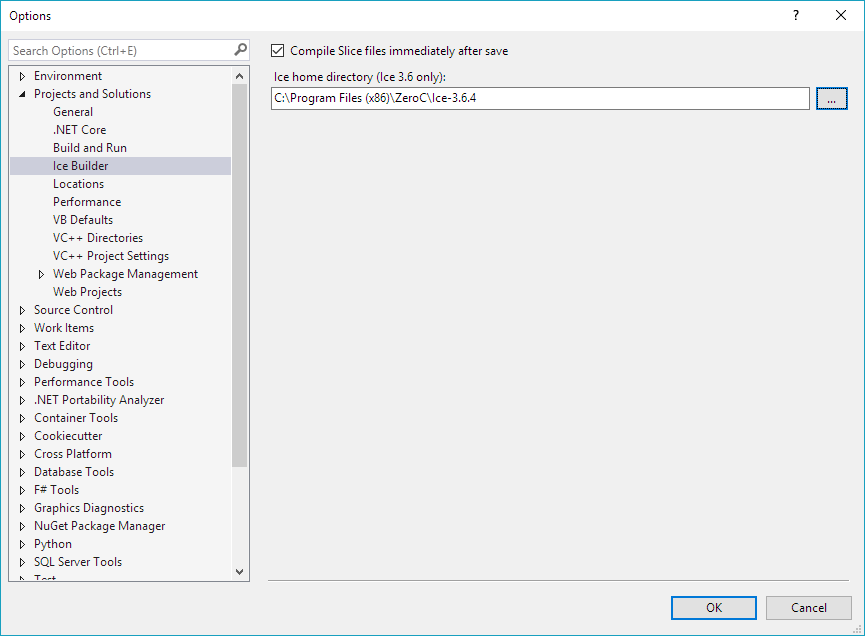 Options
?
Search Options (Ctrl+E)
Environment
Projects and Solutions
General
.NET Core
Build and Run
Ice Builder
Locations
Performance
VB Defaults
VC++ Directories
VC++ Project Settings
Web Package Management
Web Projects
Source Control
Work Items
Text Editor
Debugging
Performance Tools
.NET Portability Analyzer
Container Tools
Cookiecutter
Cross Platform
Database Tools
F# Tools
Graphics Diagnostics
NuGet Package Manager
Python
SQL Server Tools
Test
Compile Slice files immediately after save
Ice home directory (Ice 3.6 only):
C:\Program Files (x86)\ZeroC\Ice-3.6.4
...
OK
Cancel